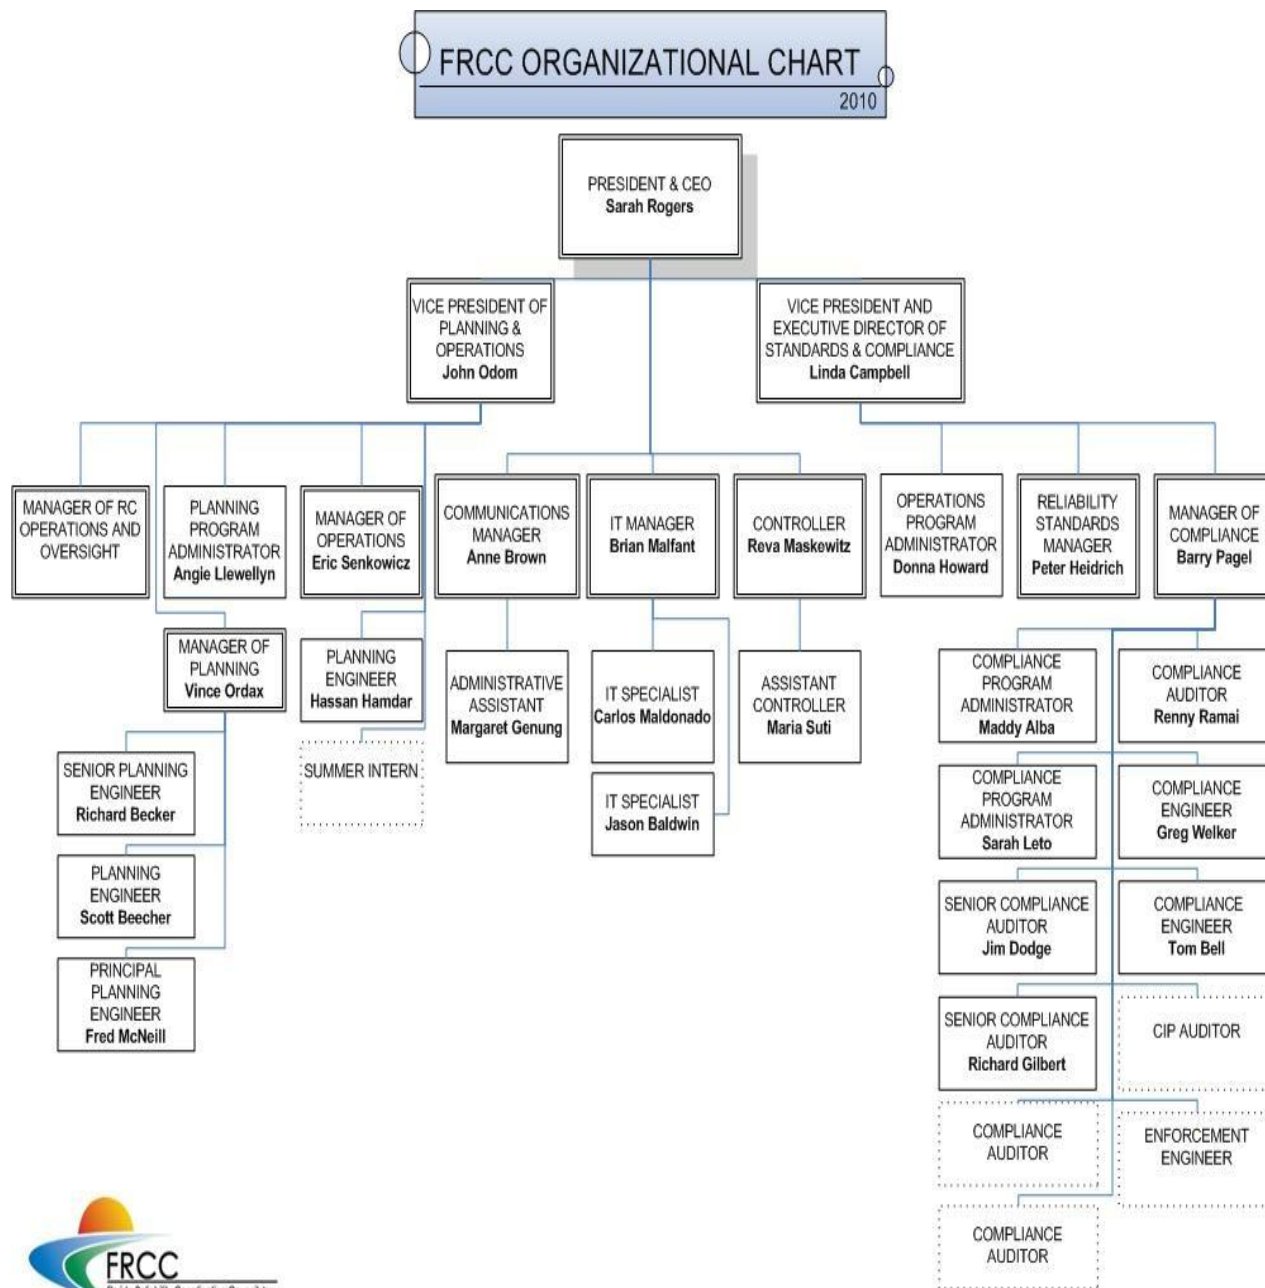 FRCC ORGANIZATIONAL CHART
2010
PRESIDENT & CEO
Sarah Rogers
VICE PRESIDENT OF
PLANNING &
OPERATIONS
John Odom
VICE PRESIDENT AND
EXECUTIVE DIRECTOR OF
STANDARDS & COMPLIANCE
Linda Campbell
MANAGER OF RC
OPERATIONS AND
OVERSIGHT
PLANNING
PROGRAM
ADMINISTRATOR
Angie Llewellyn
MANAGER OF
OPERATIONS
Eric Senkowicz
COMMUNICATIONS
MANAGER
Anne Brown
IT MANAGER
Brian Malfant
CONTROLLER
Reva Maskewitz
OPERATIONS
PROGRAM
ADMINISTRATOR
Donna Howard
RELIABILITY
STANDARDS
MANAGER
Peter Heidrich
MANAGER OF
COMPLIANCE
Barry Pagel
MANAGER OF
PLANNING
Vince Ordax
PLANNING
ENGINEER
Hassan Hamdar
ADMINISTRATIVE
ASSISTANT
Margaret Genung
IT SPECIALIST
Carlos Maldonado
ASSISTANT
CONTROLLER
Maria Suti
COMPLIANCE
PROGRAM
ADMINISTRATOR
Maddy Alba
COMPLIANCE
AUDITOR
Renny Ramai
SENIOR PLANNING
ENGINEER
Richard Becker
SUMMER INTERN
IT SPECIALIST
Jason Baldwin
COMPLIANCE
PROGRAM
ADMINISTRATOR
Sarah Leto
COMPLIANCE
ENGINEER
Greg Welker
PLANNING
ENGINEER
Scott Beecher
SENIOR COMPLIANCE
AUDITOR
Jim Dodge
COMPLIANCE
ENGINEER
Tom Bell
PRINCIPAL
PLANNING
ENGINEER
Fred McNeill
SENIOR COMPLIANCE
AUDITOR
Richard Gilbert
CIP AUDITOR
COMPLIANCE
AUDITOR
ENFORCEMENT
ENGINEER
COMPLIANCE
AUDITOR
FRCC